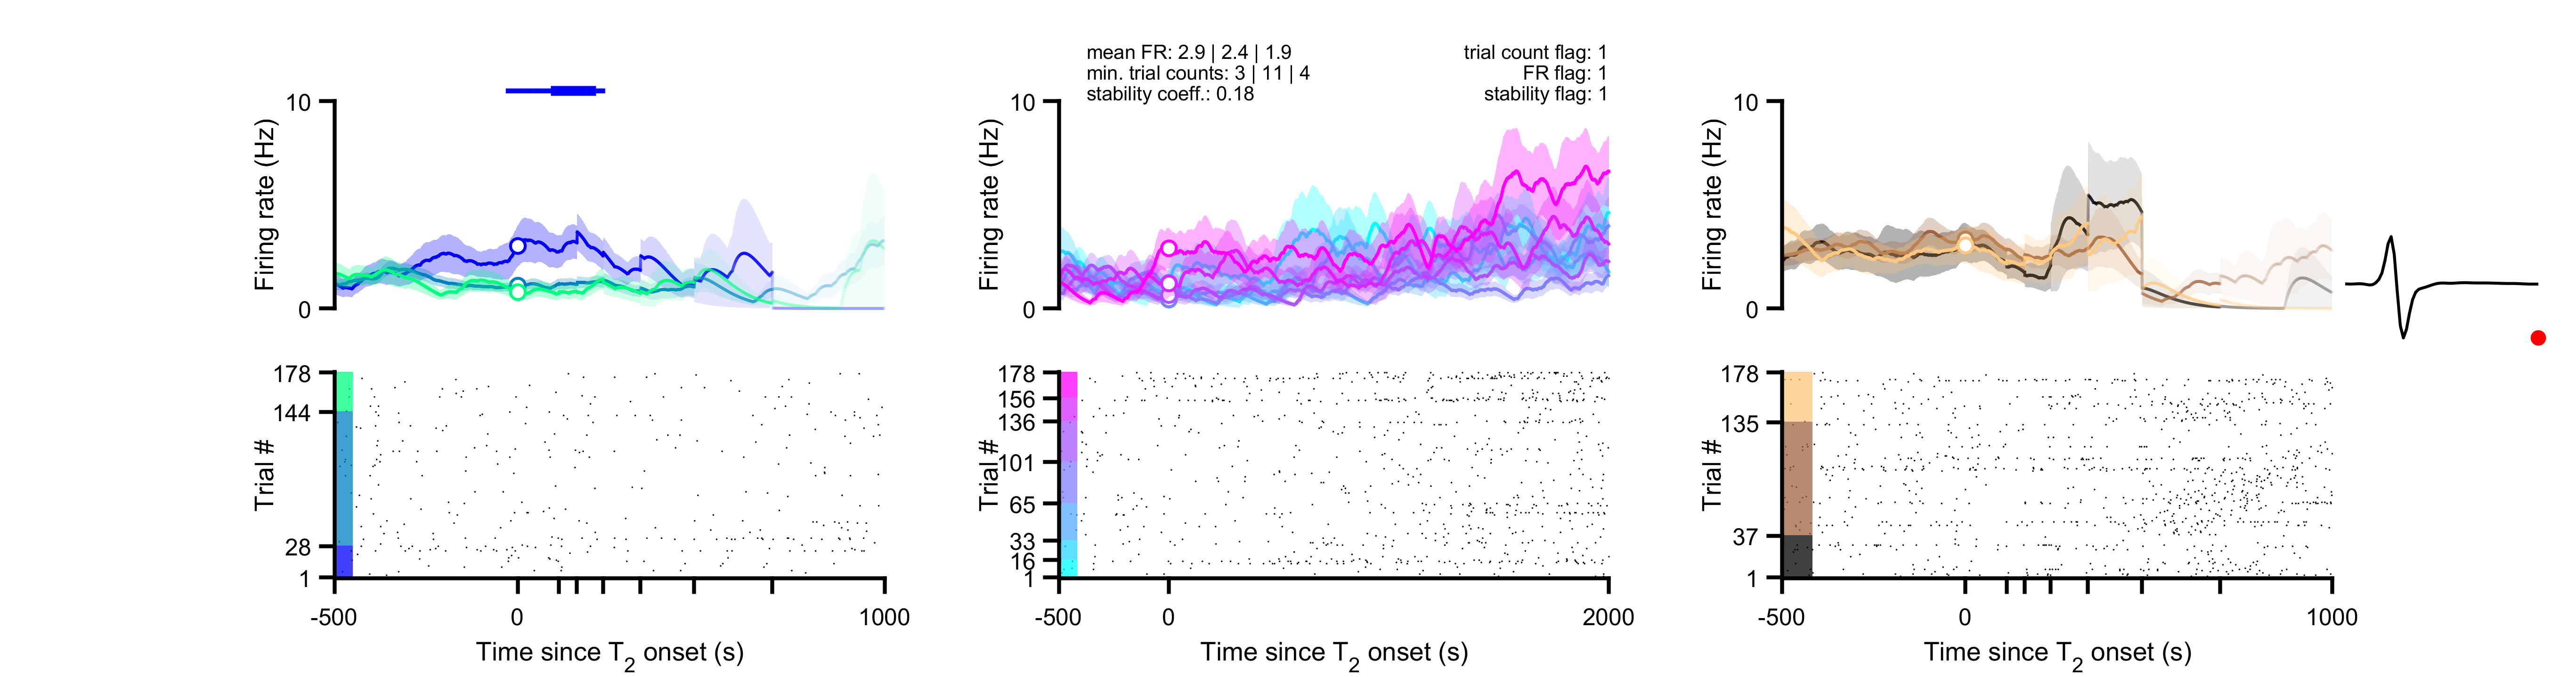 mean FR: 2.9 | 2.4 | 1.9
min. trial counts: 3 | 11 | 4
stability coeff.: 0.18
trial count flag: 1
FR flag: 1
stability flag: 1
10
0
Firing rate (Hz)
10
0
Firing rate (Hz)
10
0
Firing rate (Hz)
178
144
28
1
Trial #
-500
0
1000
Time since T2 onset (s)
178
156
136
101
65
33
16
1
Trial #
-500
0
2000
Time since T2 onset (s)
178
135
37
1
Trial #
-500
0
1000
Time since T2 onset (s)